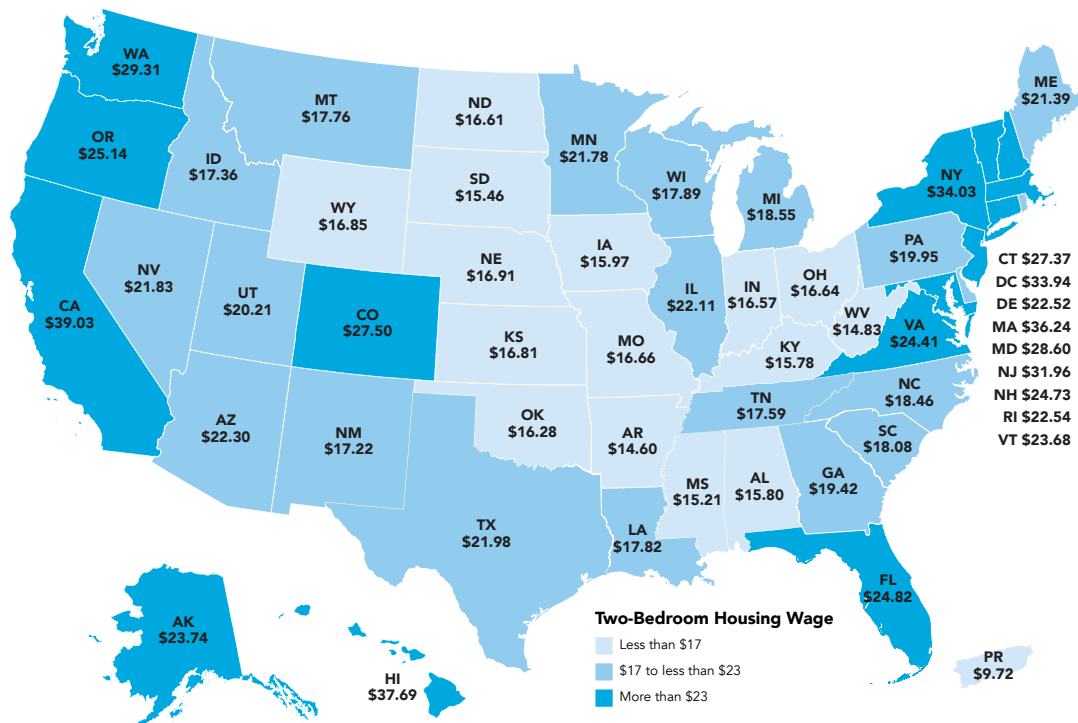 WA
$29.31
OR
$25.14
CA
$39.03
ID
$17.36
NV
$21.83
MT
$17.76
WY
$16.85
UT
$20.21
CO
$27.50
AZ
$22.30
NM
$17.22
ND
$16.61
SD
$15.46
NE
$16.91
KS
$16.81
OK
$16.28
TX
$21.98
MN
$21.78
IA
$15.97
MO
$16.66
AR
$14.60
LA
$17.82
WI
$17.89
IL
$22.11
MI
$18.55
IN
$16.57
OH
$16.64
KY
$15.78
WV
$14.83
TN
$17.59
MS
$15.21
AL
$15.80
GA
$19.42
FL
$24.82
SC
$18.08
NC
$18.46
VA
$24.41
PA
$19.95
NY
$34.03
ME
$21.39
CT $27.37
DC $33.94
DE $22.52
MA $36.24
MD $28.60
NJ $31.96
NH $24.73
RI $22.54
VT $23.68
AK
$23.74
HI
$37.69
PR
$9.72
Two-Bedroom Housing Wage
Less than $17
$17 to less than $23
More than $23